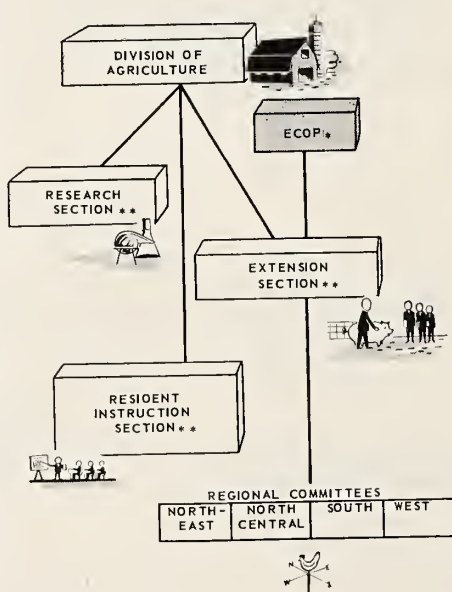 DIVISION OF
AGRICULTURE
ECOP*
RESEARCH
SECTION **
EXTENSION
SECTION **
RESIDENT
INSTRUCTION
SECTION **
REGIONAL COMMITTEES
NORTH-
EAST
NORTH
CENTRAL
SOUTH
WEST
N E
W S